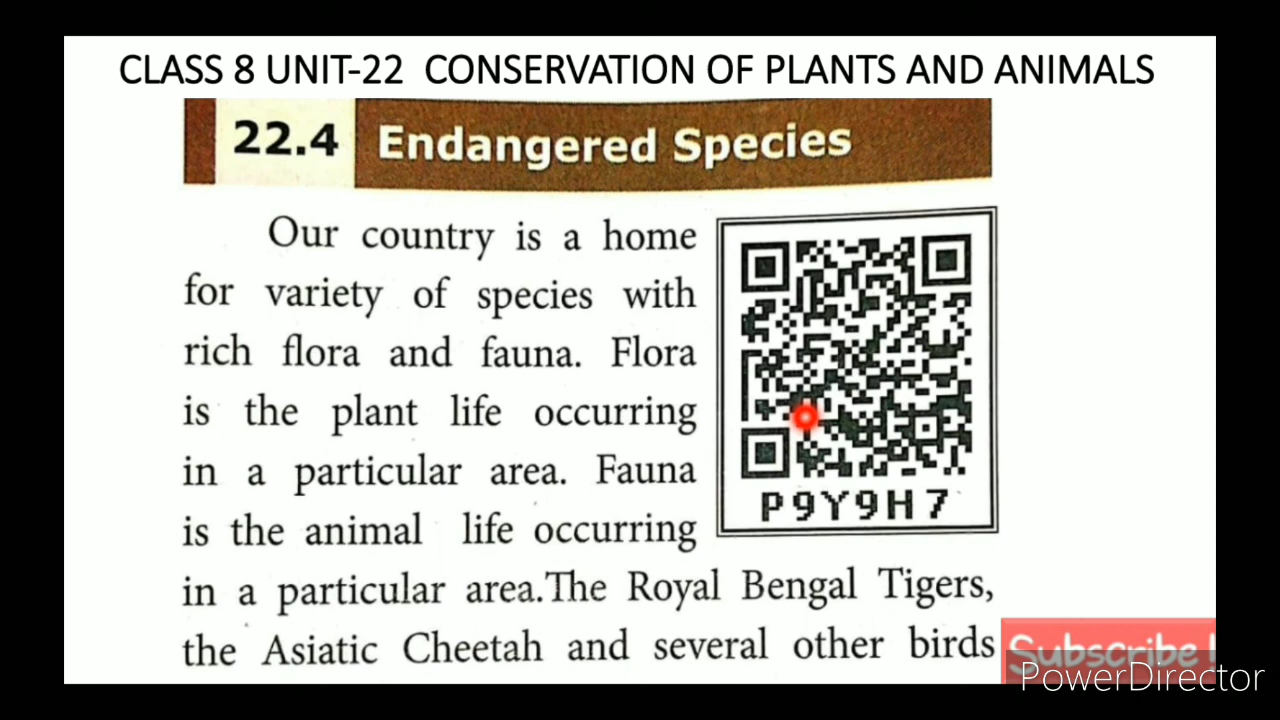 CLASS 8 UNIT-22 CONSERVATION OF PLANTS AND ANIMALS
22.4 Endangered Species
Our country is a home
for variety of species with
rich flora and fauna. Flora
is the plant life occurring
in a particular area. Fauna
is the animal life occurring
in a particular area.The Royal Bengal Tigers,
the Asiatic Cheetah and several other birds
P9Y9H7
Subscribe !
PowerDirector